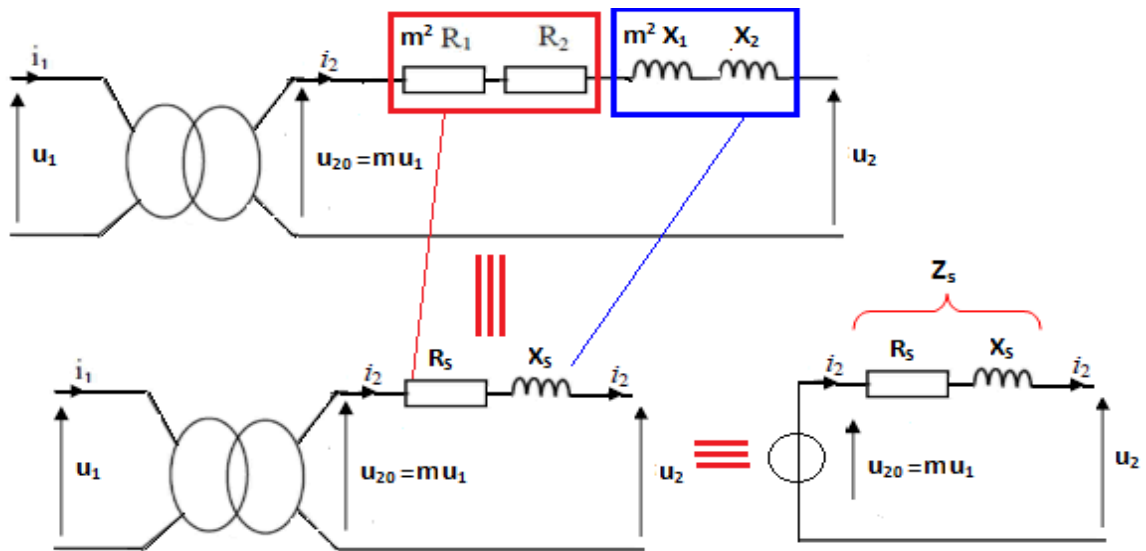 m² R₁ R₂ m² X₁ X₂
i₁ i₂
u₁ u₂₀ = m u₁ u₂
Zₛ
Rₛ Xₛ Rₛ Xₛ
i₁ i₂ i₂ i₂ i₂
u₁ u₂₀ = m u₁ u₂ u₂₀ = m u₁ u₂